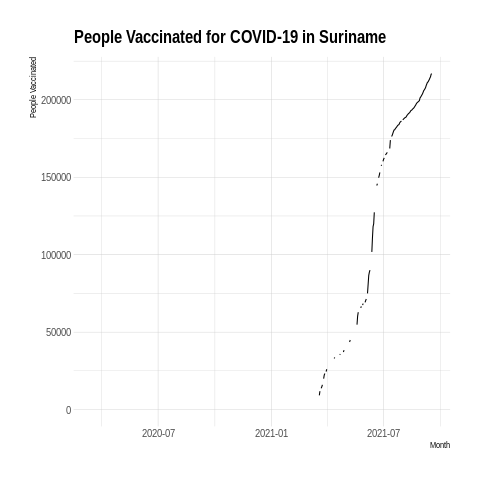 People Vaccinated for COVID-19 in Suriname
People Vaccinated
200000
150000
100000
50000
0
2020-07
2021-01
2021-07
Month